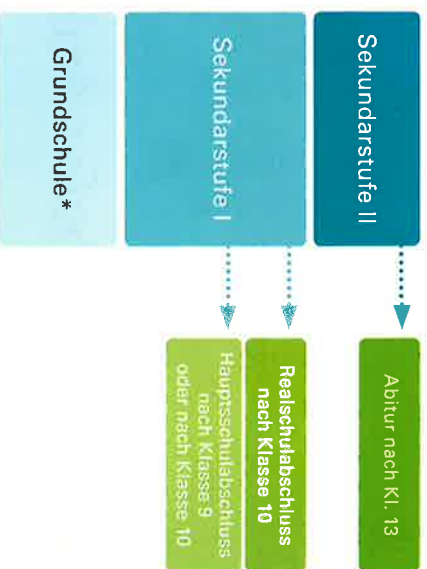 Sekundarstufe II
Abitur nach Kl. 13
Sekundarstufe I
Realschulabschluss
nach Klasse 10
Hauptsschulabschluss
nach Klasse 9
oder nach Klasse 10
Grundschule*